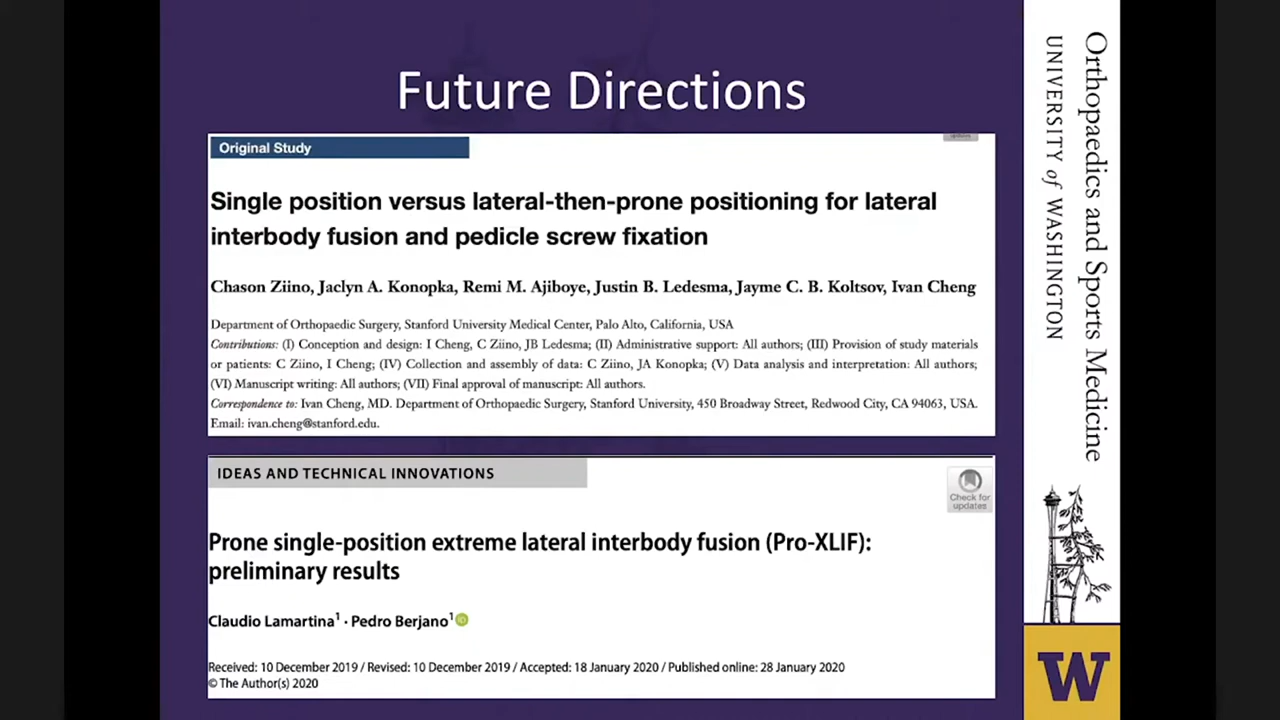 Future Directions
Original Study
updates
Single position versus lateral-then-prone positioning for lateral
interbody fusion and pedicle screw fixation
Chason Ziino, Jaclyn A. Konopka, Remi M. Ajiboye, Justin B. Ledesma, Jayme C. B. Koltsov, Ivan Cheng
Department of Orthopaedic Surgery, Stanford University Medical Center, Palo Alto, California, USA
Contributions: (I) Conception and design: I Cheng, C Ziino, JB Ledesma; (II) Administrative support: All authors; (III) Provision of study materials
or patients: C Ziino, I Cheng; (IV) Collection and assembly of data: C Ziino, JA Konopka; (V) Data analysis and interpretation: All authors;
(VI) Manuscript writing: All authors; (VII) Final approval of manuscript: All authors.
Correspondence to: Ivan Cheng, MD. Department of Orthopaedic Surgery, Stanford University, 450 Broadway Street, Redwood City, CA 94063, USA.
Email: ivan.cheng@stanford.edu.
IDEAS AND TECHNICAL INNOVATIONS
Check for
updates
Prone single-position extreme lateral interbody fusion (Pro-XLIF):
preliminary results
Claudio Lamartina1 · Pedro Berjano1
Received: 10 December 2019 / Revised: 10 December 2019 / Accepted: 18 January 2020 / Published online: 28 January 2020
© The Author(s) 2020
Orthopaedics and Sports Medicine
UNIVERSITY of WASHINGTON
W